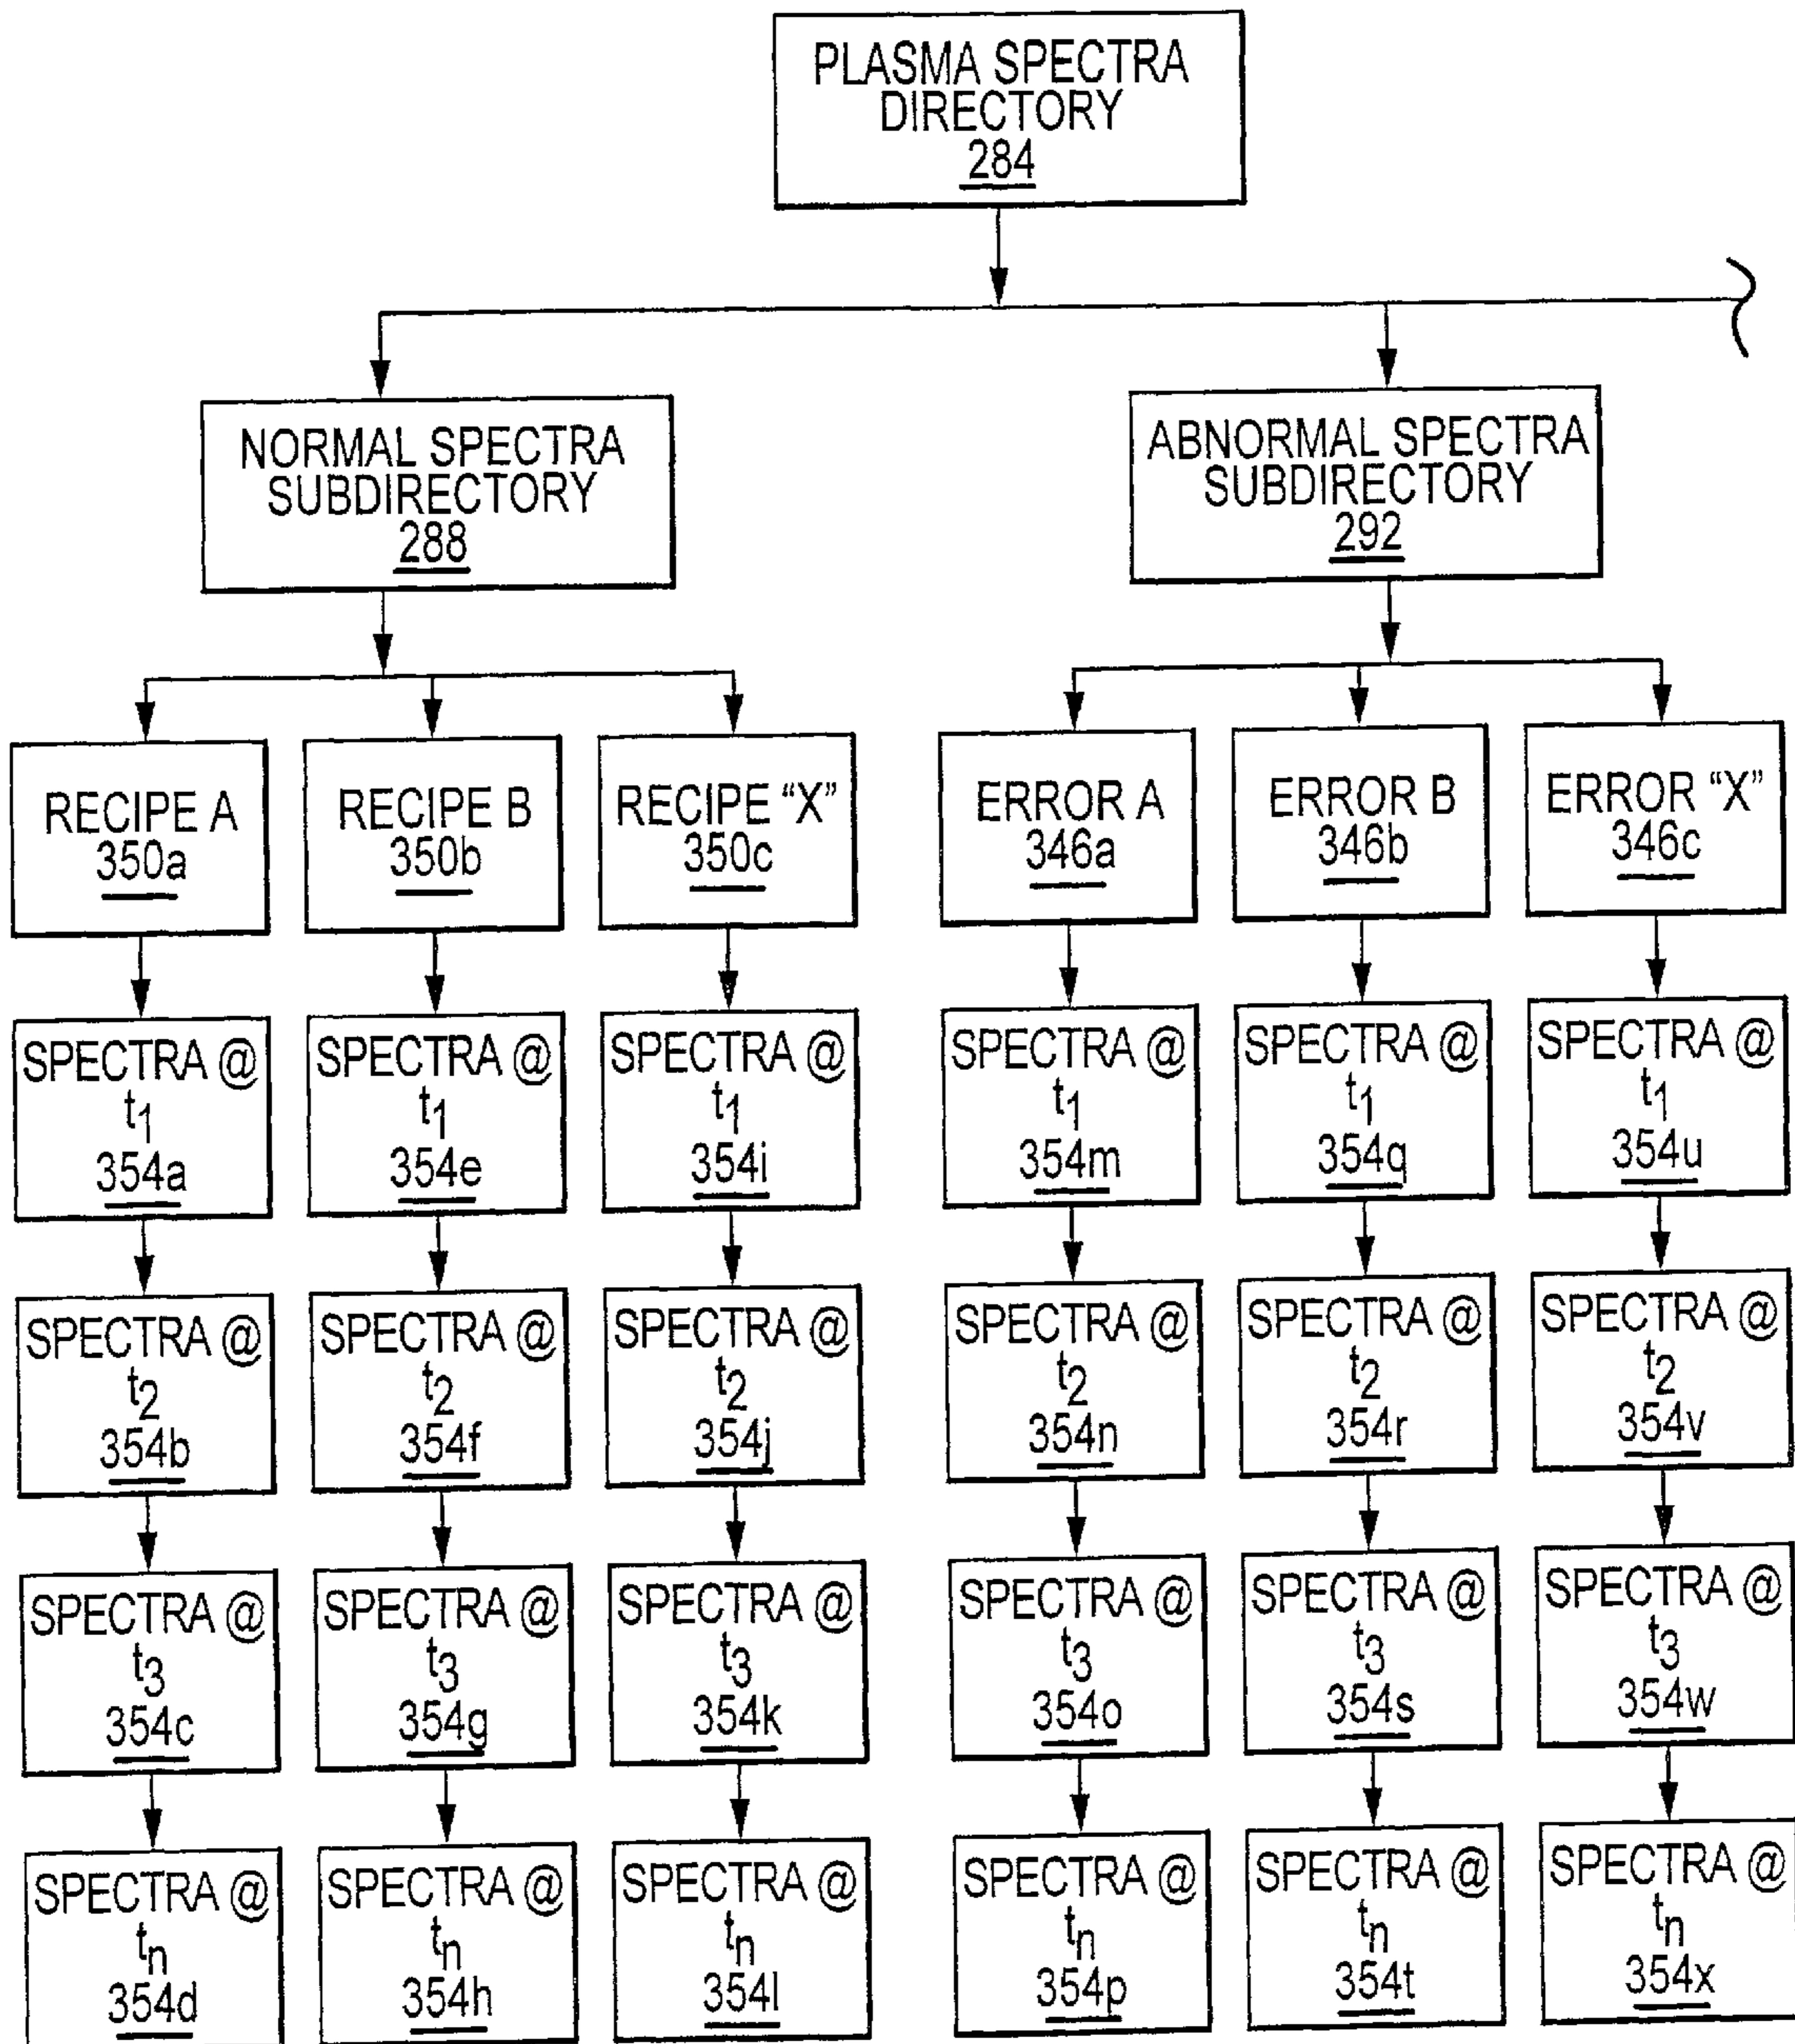 PLASMA SPECTRA
DIRECTORY
284
NORMAL SPECTRA
SUBDIRECTORY
288
ABNORMAL SPECTRA
SUBDIRECTORY
292
RECIPE A
350a
RECIPE B
350b
RECIPE “X”
350c
ERROR A
346a
ERROR B
346b
ERROR “X”
346c
SPECTRA @
t1
354a
SPECTRA @
t1
354e
SPECTRA @
t1
354i
SPECTRA @
t1
354m
SPECTRA @
t1
354q
SPECTRA @
t1
354u
SPECTRA @
t2
354b
SPECTRA @
t2
354f
SPECTRA @
t2
354j
SPECTRA @
t2
354n
SPECTRA @
t2
354r
SPECTRA @
t2
354v
SPECTRA @
t3
354c
SPECTRA @
t3
354g
SPECTRA @
t3
354k
SPECTRA @
t3
354o
SPECTRA @
t3
354s
SPECTRA @
t3
354w
SPECTRA @
tn
354d
SPECTRA @
tn
354h
SPECTRA @
tn
354l
SPECTRA @
tn
354p
SPECTRA @
tn
354t
SPECTRA @
tn
354x